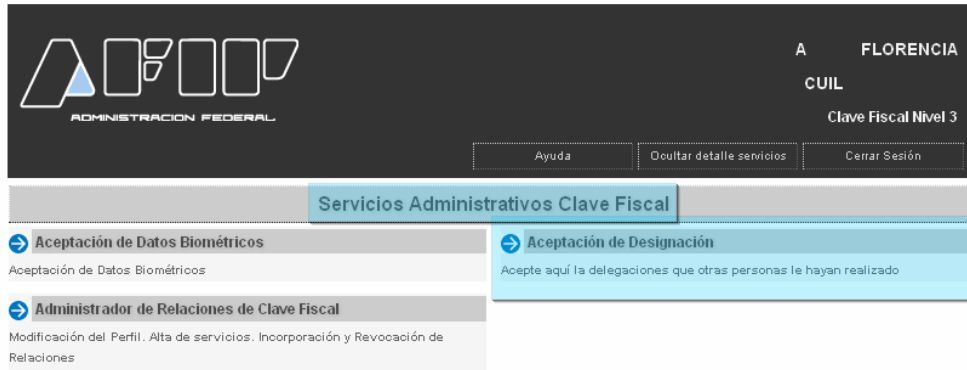 AFIP
ADMINISTRACION FEDERAL
A FLORENCIA
CUIL
Clave Fiscal Nivel 3
Ayuda
Ocultar detalle servicios
Cerrar Sesión
Servicios Administrativos Clave Fiscal
Aceptación de Datos Biométricos
Aceptación de Datos Biométricos
Aceptación de Designación
Acepte aquí la delegaciones que otras personas le hayan realizado
Administrador de Relaciones de Clave Fiscal
Modificación del Perfil. Alta de servicios. Incorporación y Revocación de
Relaciones